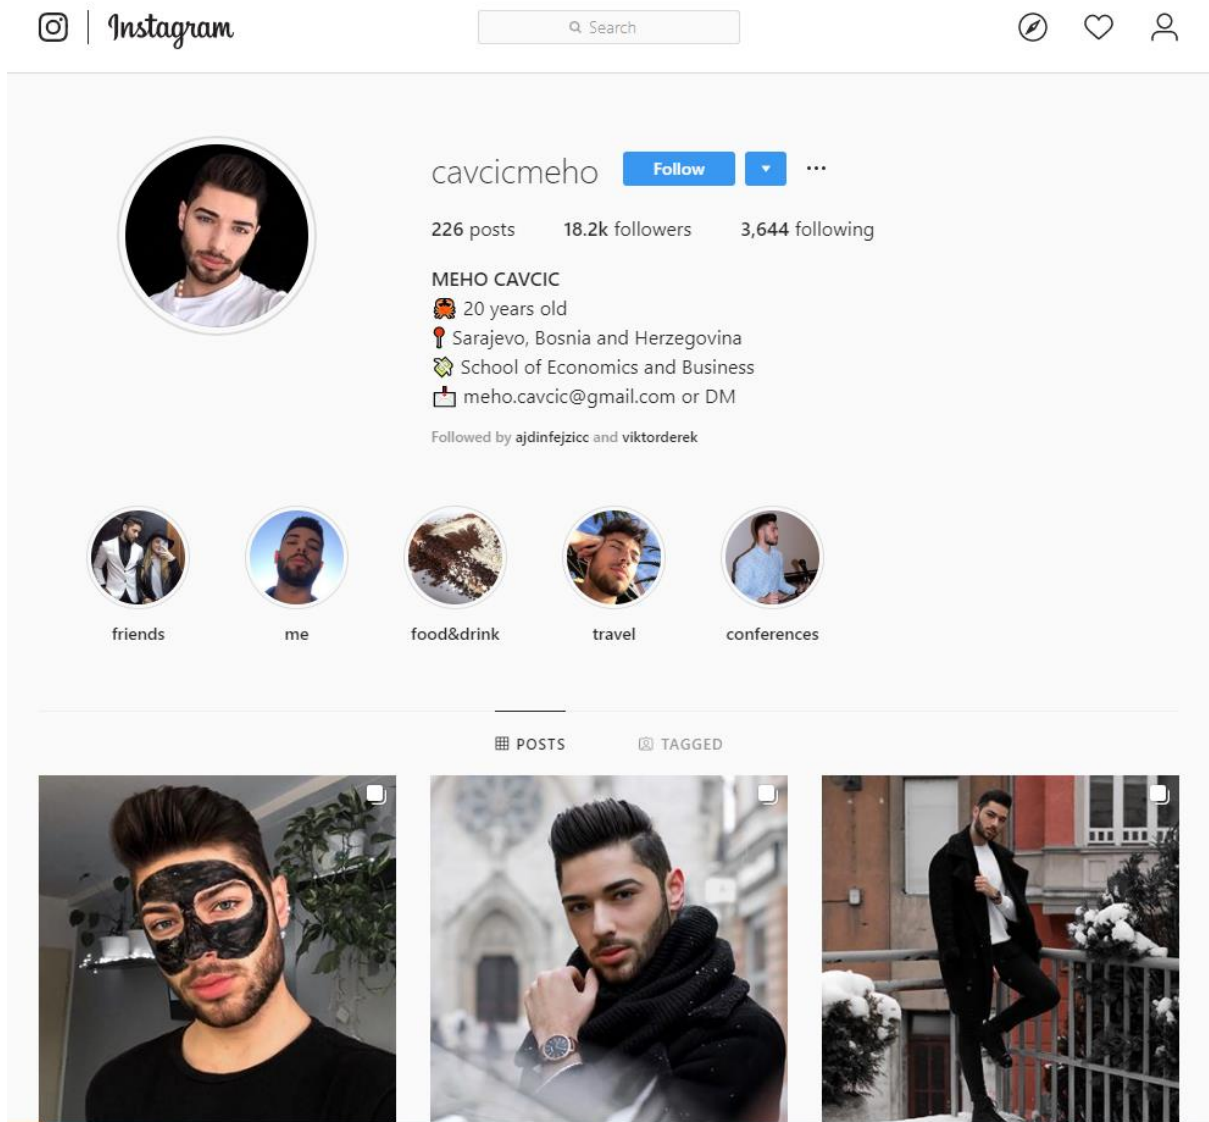 Instagram
Search
cavcicmeho Follow ...
226 posts 18.2k followers 3,644 following
MEHO CAVCIC
20 years old
Sarajevo, Bosnia and Herzegovina
School of Economics and Business
meho.cavcic@gmail.com or DM
Followed by ajdinfejzicc and viktorderek
friends me food&drink travel conferences
POSTS TAGGED